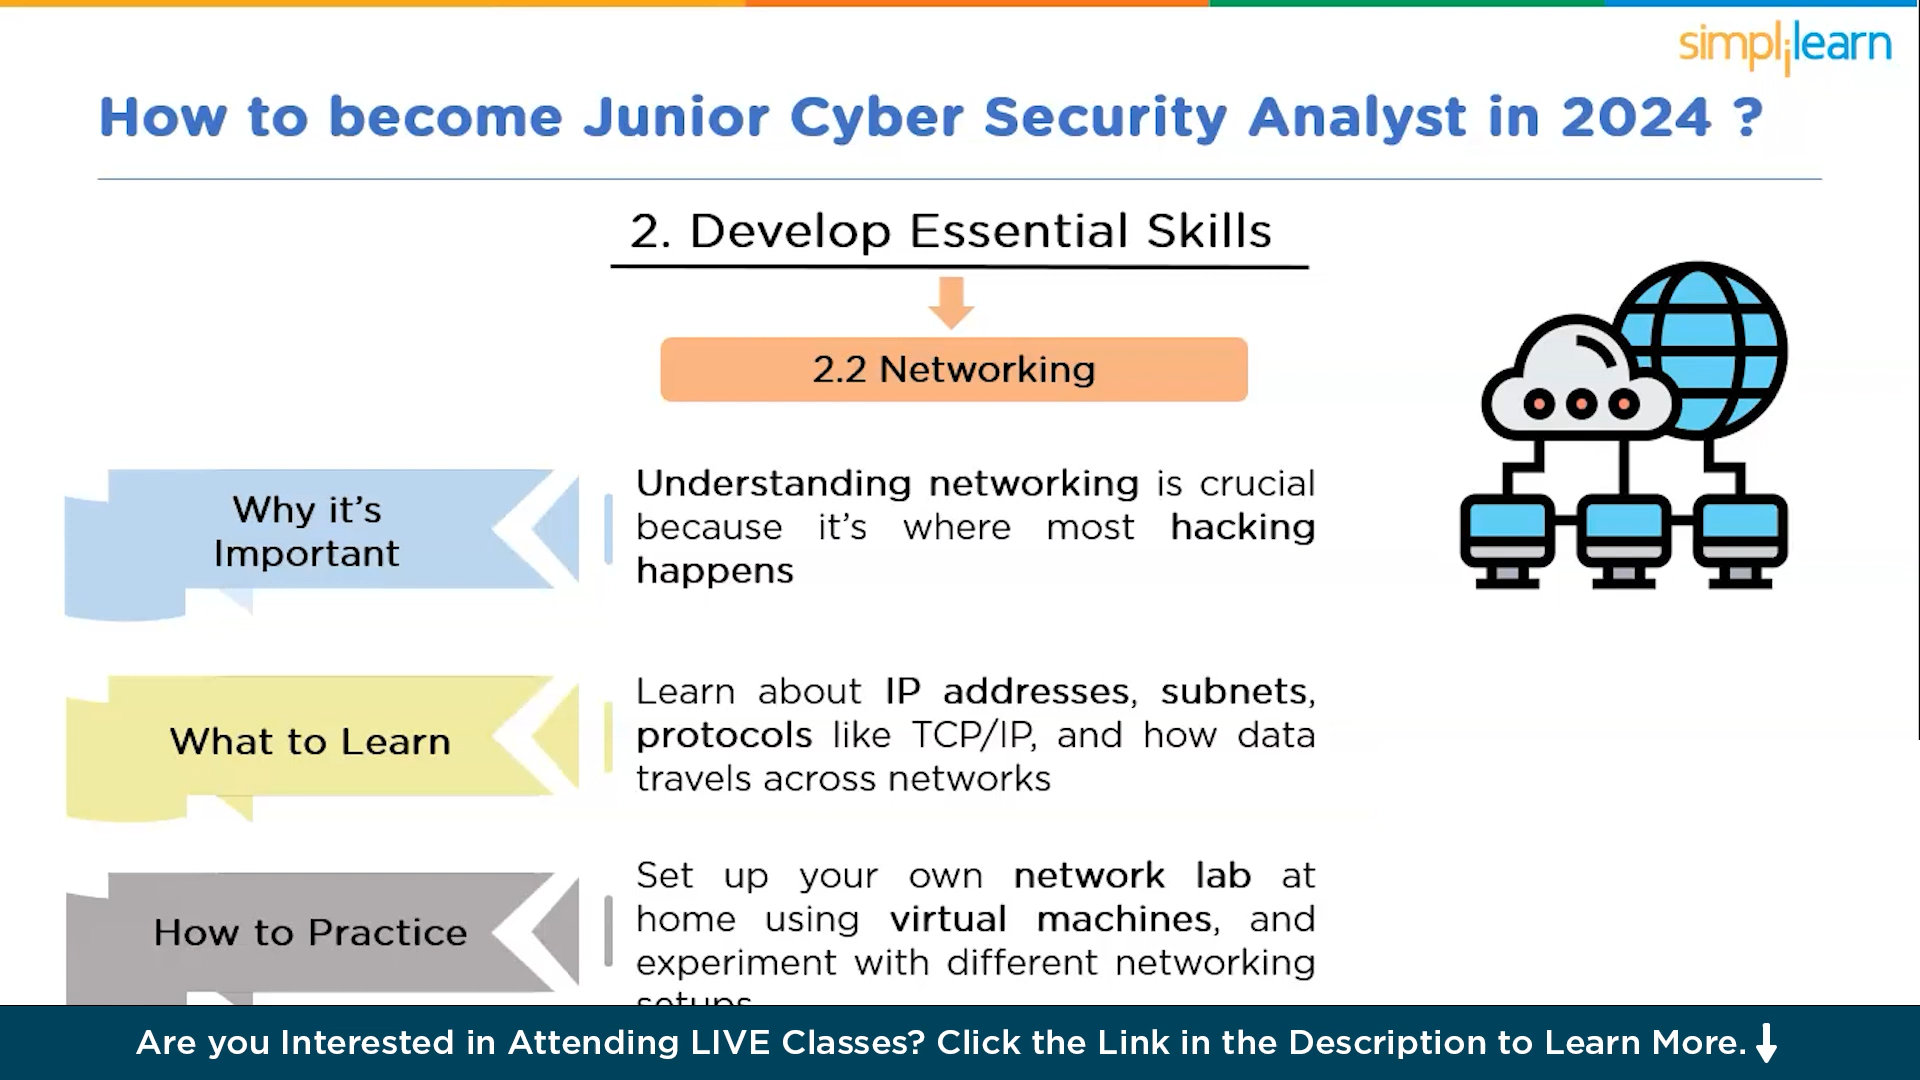 simplilearn
How to become Junior Cyber Security Analyst in 2024 ?
2. Develop Essential Skills
2.2 Networking
Why it's
Important
Understanding networking is crucial
because it's where most hacking
happens
What to Learn
Learn about IP addresses, subnets,
protocols like TCP/IP, and how data
travels across networks
How to Practice
Set up your own network lab at
home using virtual machines, and
experiment with different networking
setups
Are you Interested in Attending LIVE Classes? Click the Link in the Description to Learn More.